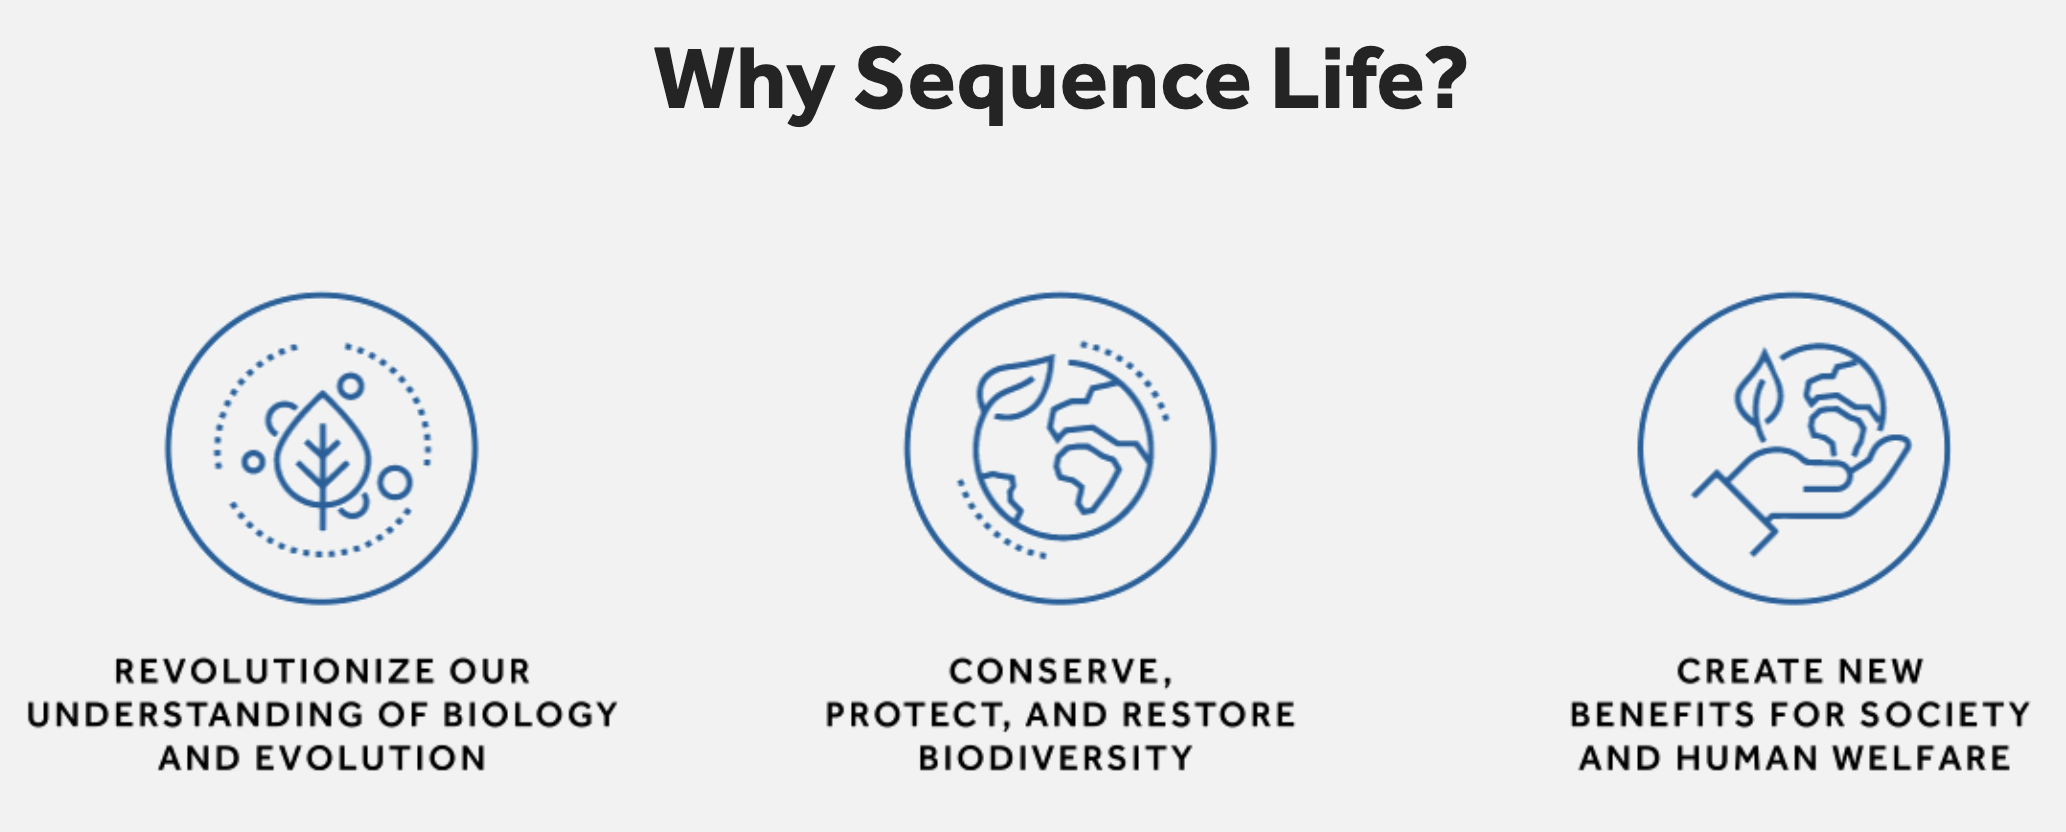 Why Sequence Life?
REVOLUTIONIZE OUR
UNDERSTANDING OF BIOLOGY
AND EVOLUTION
CONSERVE,
PROTECT, AND RESTORE
BIODIVERSITY
CREATE NEW
BENEFITS FOR SOCIETY
AND HUMAN WELFARE